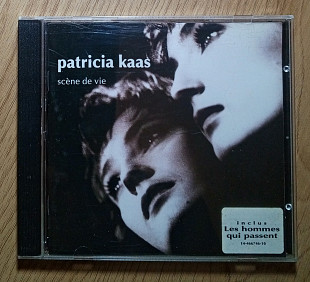 patricia kaas
scène de vie
inclus
Les hommes
qui passent